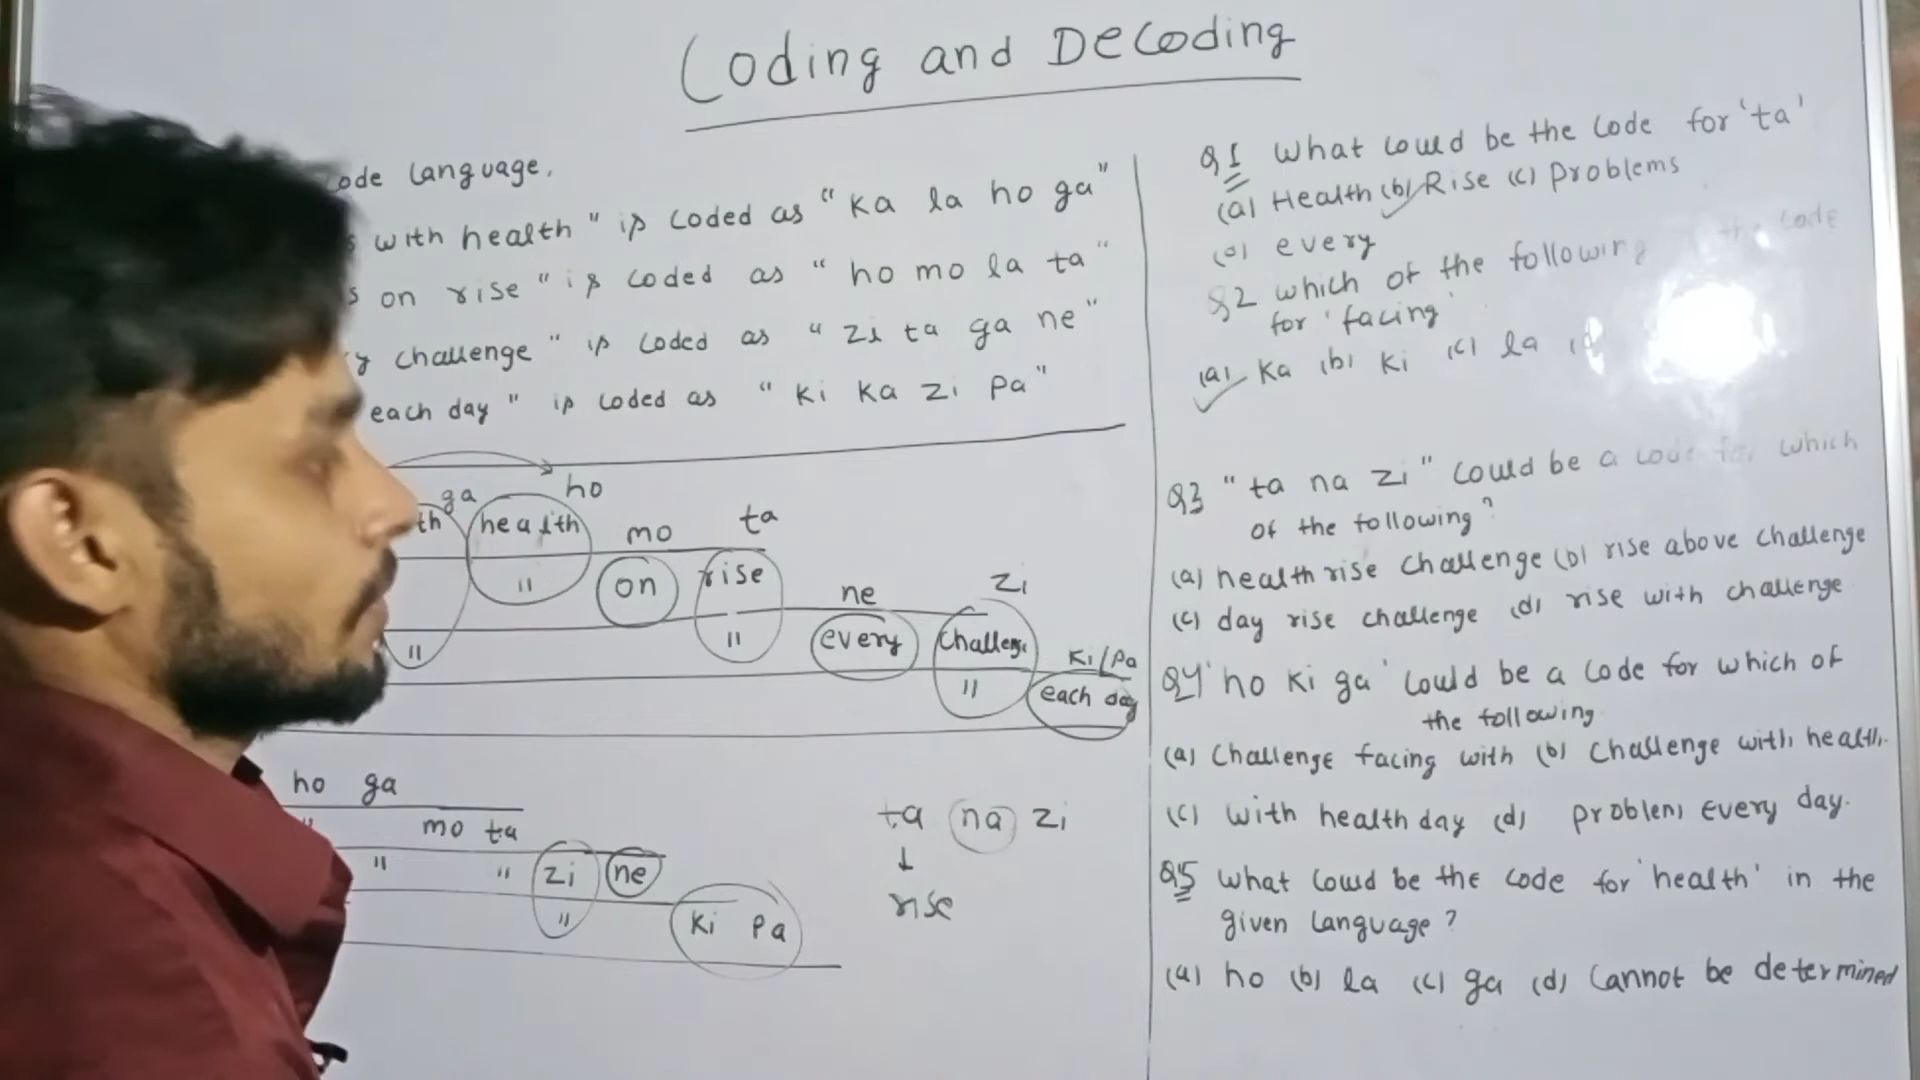 Coding and Decoding
code language.
with health" is coded as "ka la ho ga"
on rise" is coded as "ho mo la ta"
challenge" is coded as "zi ta ga ne"
each day" is coded as "ki ka zi pa"
ga ho
health mo ta
on rise ne zi
" every challenge ki/pa
" " " each day
ho ga
mo ta
" " zi ne
" ki pa
ta na zi
↓
rise
Q1 What could be the code for 'ta'
(a) Health (b) Rise (c) problems
(d) every
Q2 which of the following the code
for 'facing'
(a) ka (b) ki (c) la
Q3 "ta na zi" could be a code for which
of the following?
(a) health rise challenge (b) rise above challenge
(c) day rise challenge (d) rise with challenge
Q4 'ho ki ga' could be a code for which of
the following
(a) Challenge facing with (b) Challenge with health.
(c) with health day (d) problems every day.
Q5 What could be the code for 'health' in the
given language?
(a) ho (b) la (c) ga (d) Cannot be determined